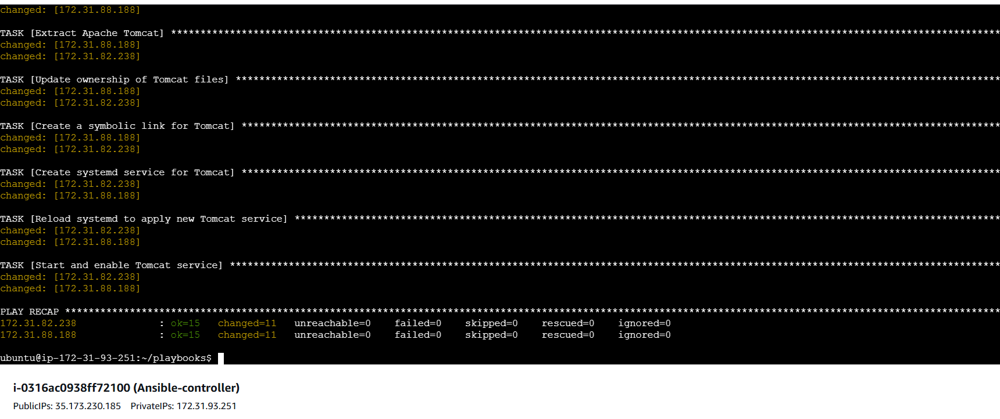 changed: [172.31.88.188]
TASK [Extract Apache Tomcat] *********************************************************************************************************************************************
changed: [172.31.88.188]
changed: [172.31.82.238]
TASK [Update ownership of Tomcat files] **********************************************************************************************************************************
changed: [172.31.88.188]
changed: [172.31.82.238]
TASK [Create a symbolic link for Tomcat] *********************************************************************************************************************************
changed: [172.31.88.188]
changed: [172.31.82.238]
TASK [Create systemd service for Tomcat] *********************************************************************************************************************************
changed: [172.31.82.238]
changed: [172.31.88.188]
TASK [Reload systemd to apply new Tomcat service] ************************************************************************************************************************
changed: [172.31.82.238]
changed: [172.31.88.188]
TASK [Start and enable Tomcat service] ***********************************************************************************************************************************
changed: [172.31.82.238]
changed: [172.31.88.188]
PLAY RECAP ***************************************************************************************************************************************************************
172.31.82.238 : ok=15 changed=11 unreachable=0 failed=0 skipped=0 rescued=0 ignored=0
172.31.88.188 : ok=15 changed=11 unreachable=0 failed=0 skipped=0 rescued=0 ignored=0
ubuntu@ip-172-31-93-251:~/playbooks$
i-0316ac0938ff72100 (Ansible-controller)
PublicIPs: 35.173.230.185 PrivateIPs: 172.31.93.251